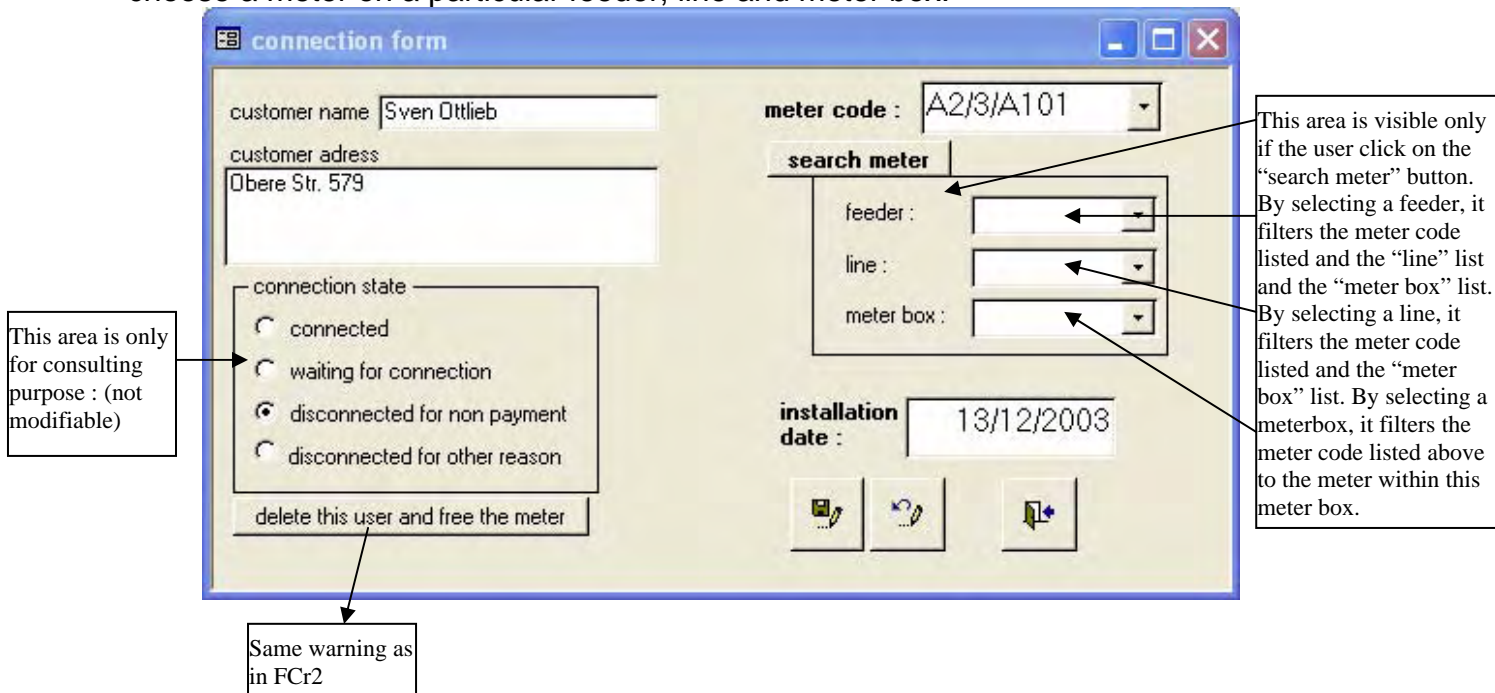 choose a meter on a particular feeder, line and meter box.
connection form
customer name Sven Ottlieb
customer adress
Obere Str. 579
connection state
connected
waiting for connection
disconnected for non payment
disconnected for other reason
delete this user and free the meter
meter code : A2/3/A101
search meter
feeder :
line :
meter box :
installation
date :
13/12/2003
This area is only
for consulting
purpose : (not
modifiable)
Same warning as
in FCr2
This area is visible only
if the user click on the
“search meter” button.
By selecting a feeder, it
filters the meter code
listed and the “line” list
and the “meter box” list.
By selecting a line, it
filters the meter code
listed and the “meter
box” list. By selecting a
meterbox, it filters the
meter code listed above
to the meter within this
meter box.